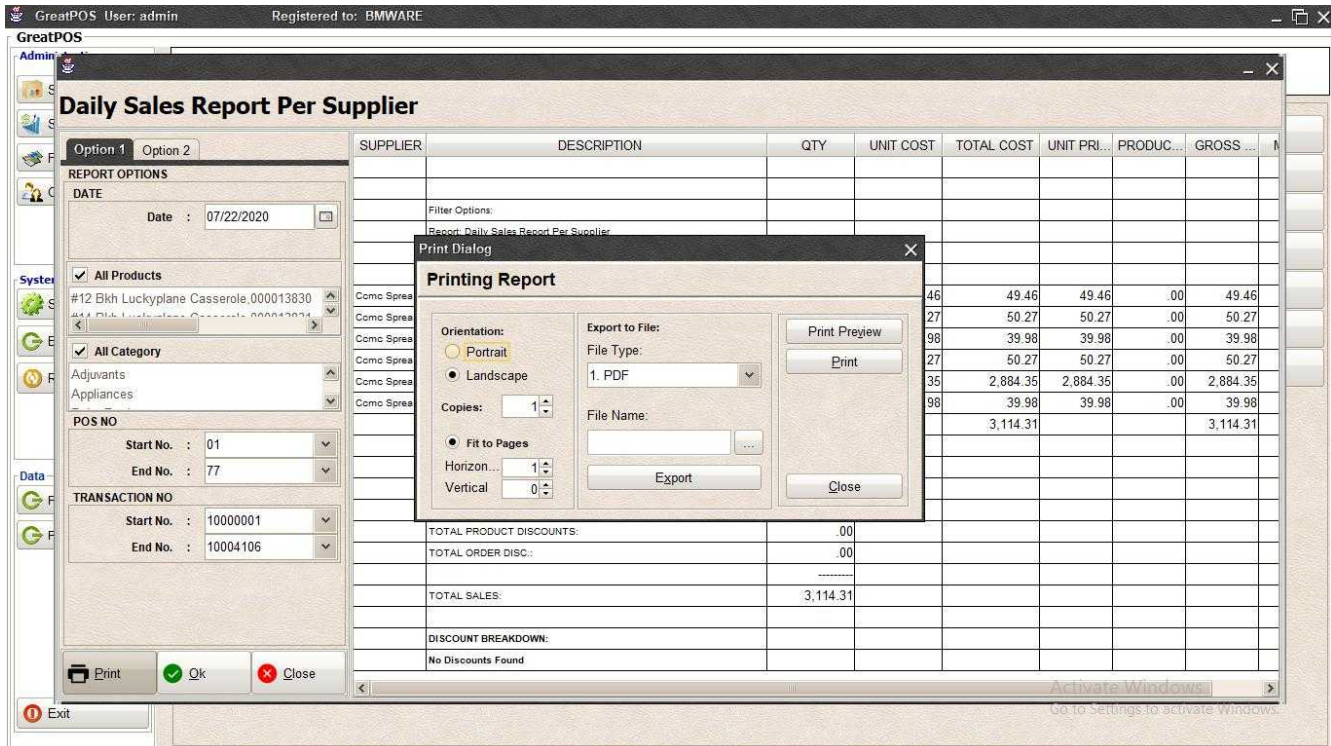 GreatPOS User: admin Registered to: BMWARE
GreatPOS
Daily Sales Report Per Supplier
Option 1 Option 2
REPORT OPTIONS
DATE
Date : 07/22/2020
All Products
#12 Bkh Luckyplane Casserole,000013830
All Category
Adjuvants
Appliances
POS NO
Start No. : 01
End No. : 77
TRANSACTION NO
Start No. : 10000001
End No. : 10004106
Print Ok Close
Exit
SUPPLIER DESCRIPTION QTY UNIT COST TOTAL COST UNIT PRI... PRODUC... GROSS ...
Filter Options:
Report: Daily Sales Report Per Supplier
Ccmc Sprea 46 49.46 49.46 .00 49.46
Ccmc Sprea 27 50.27 50.27 .00 50.27
Ccmc Sprea 98 39.98 39.98 .00 39.98
Ccmc Sprea 27 50.27 50.27 .00 50.27
Ccmc Sprea 35 2,884.35 2,884.35 .00 2,884.35
Ccmc Sprea 98 39.98 39.98 .00 39.98
3,114.31 3,114.31
TOTAL PRODUCT DISCOUNTS: .00
TOTAL ORDER DISC.: .00
---------
TOTAL SALES: 3,114.31
DISCOUNT BREAKDOWN:
No Discounts Found
Print Dialog
Printing Report
Orientation:
Portrait
Landscape
Copies: 1
Fit to Pages
Horizon... 1
Vertical 0
Export to File:
File Type:
1. PDF
File Name:
...
Export
Print Preview
Print
Close
Activate Windows
Go to Settings to activate Windows.